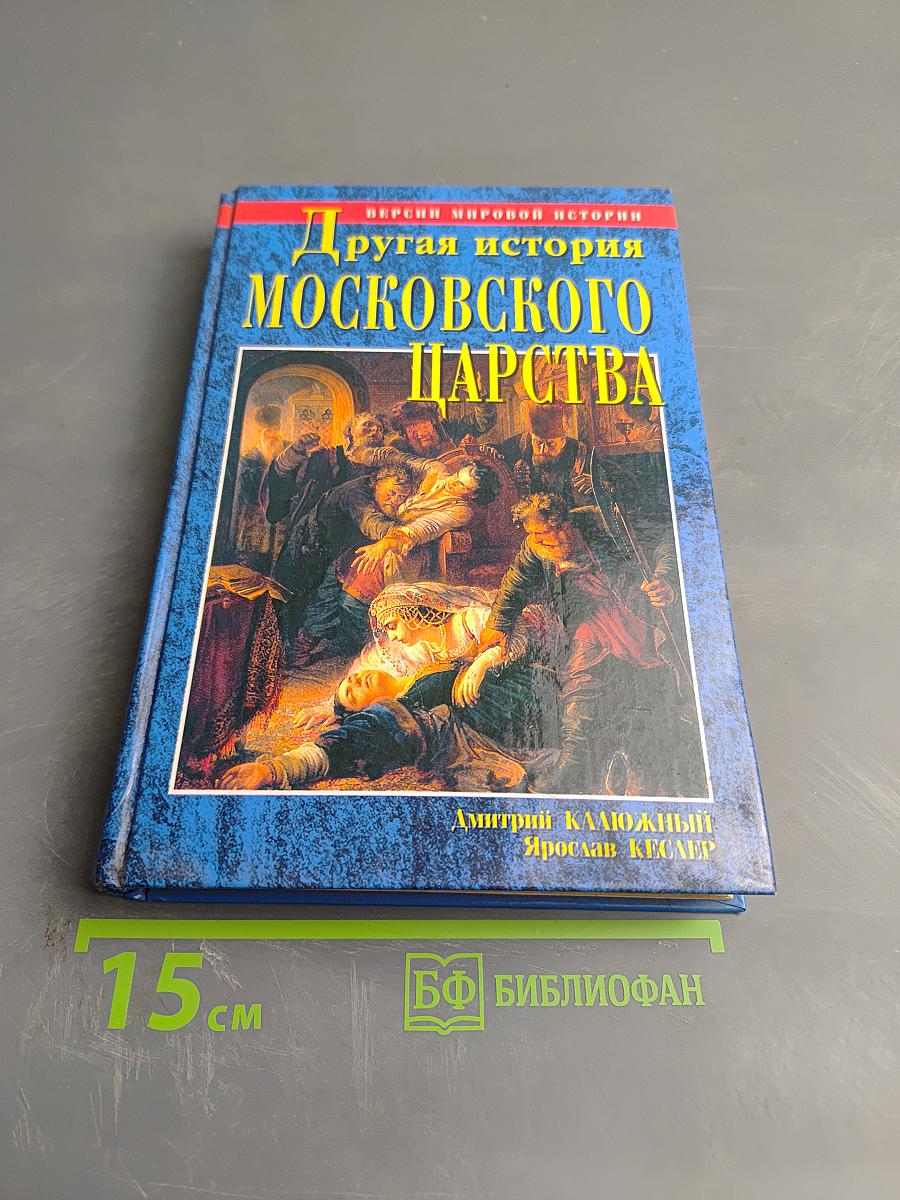 ВЕРСИИ МИРОВОЙ ИСТОРИИ
Другая история
МОСКОВСКОГО
ЦАРСТВА
Дмитрий КАЛЮЖНЫЙ
Ярослав КЕСЛЕР
15 см
БФ БИБЛИОФАН